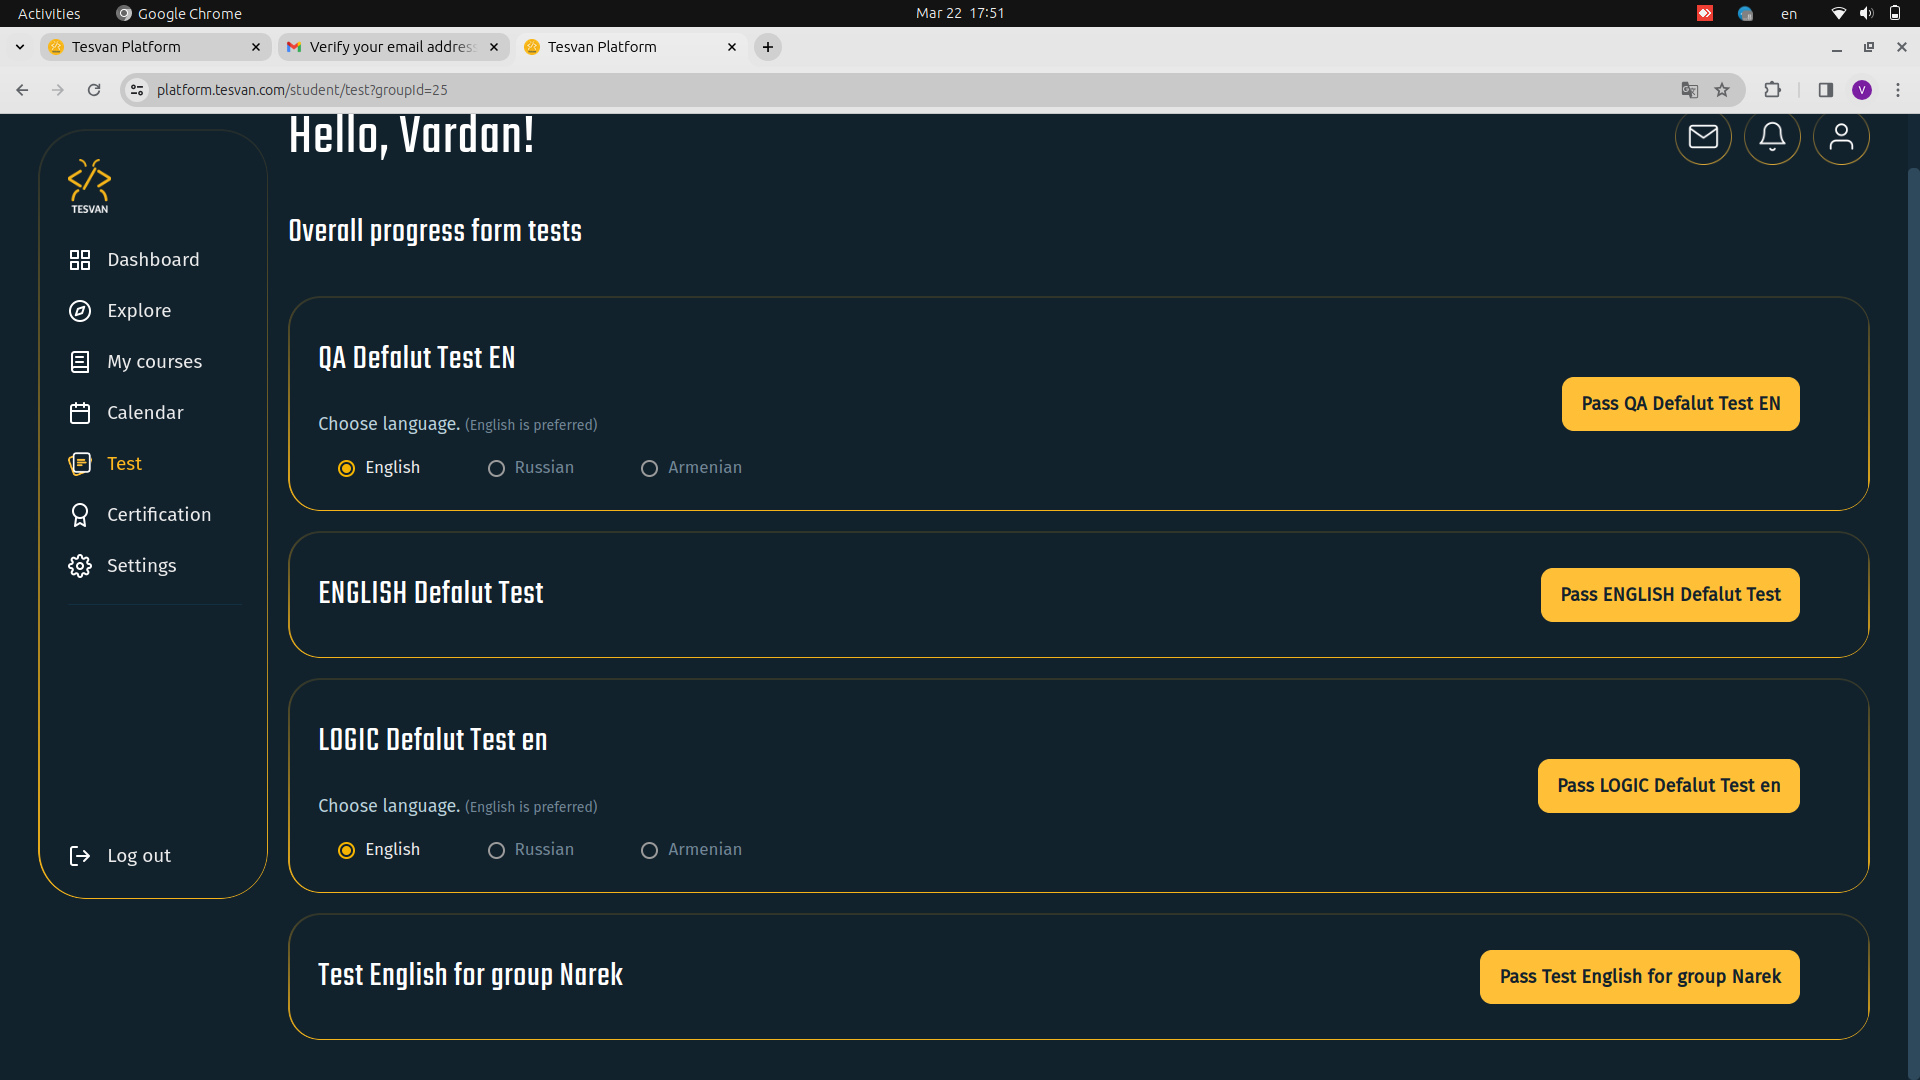 Activities
Google Chrome
Mar 22 17:51
en
Tesvan Platform
Verify your email address
Tesvan Platform
platform.tesvan.com/student/test?groupId=25
V
Hello, Vardan!
TESVAN
Dashboard
Explore
My courses
Calendar
Test
Certification
Settings
Log out
Overall progress form tests
QA Defalut Test EN
Choose language. (English is preferred)
English
Russian
Armenian
Pass QA Defalut Test EN
ENGLISH Defalut Test
Pass ENGLISH Defalut Test
LOGIC Defalut Test en
Choose language. (English is preferred)
English
Russian
Armenian
Pass LOGIC Defalut Test en
Test English for group Narek
Pass Test English for group Narek